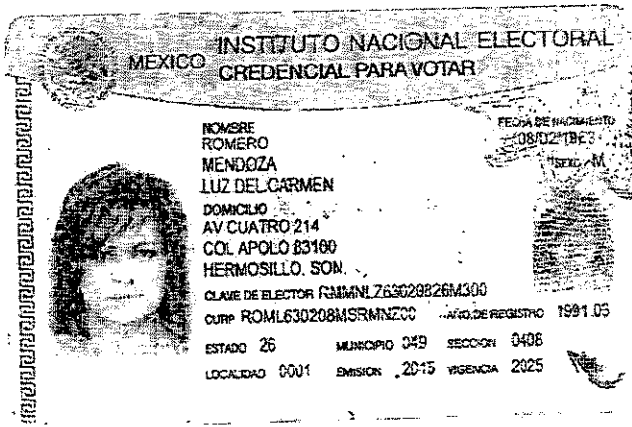 MEXICO INSTITUTO NACIONAL ELECTORAL
CREDENCIAL PARA VOTAR
NOMBRE
ROMERO
MENDOZA
LUZ DEL CARMEN
FECHA DE NACIMIENTO
08/02/1963
SEXO M
DOMICILIO
AV CUATRO 214
COL APOLO 83100
HERMOSILLO, SON.
CLAVE DE ELECTOR RMMNLZ63020826M300
CURP AÑO DE REGISTRO 1991 03
ESTADO 26 MUNICIPIO 049 SECCION 0408
LOCALIDAD 0001 EMISION 2015 VIGENCIA 2025